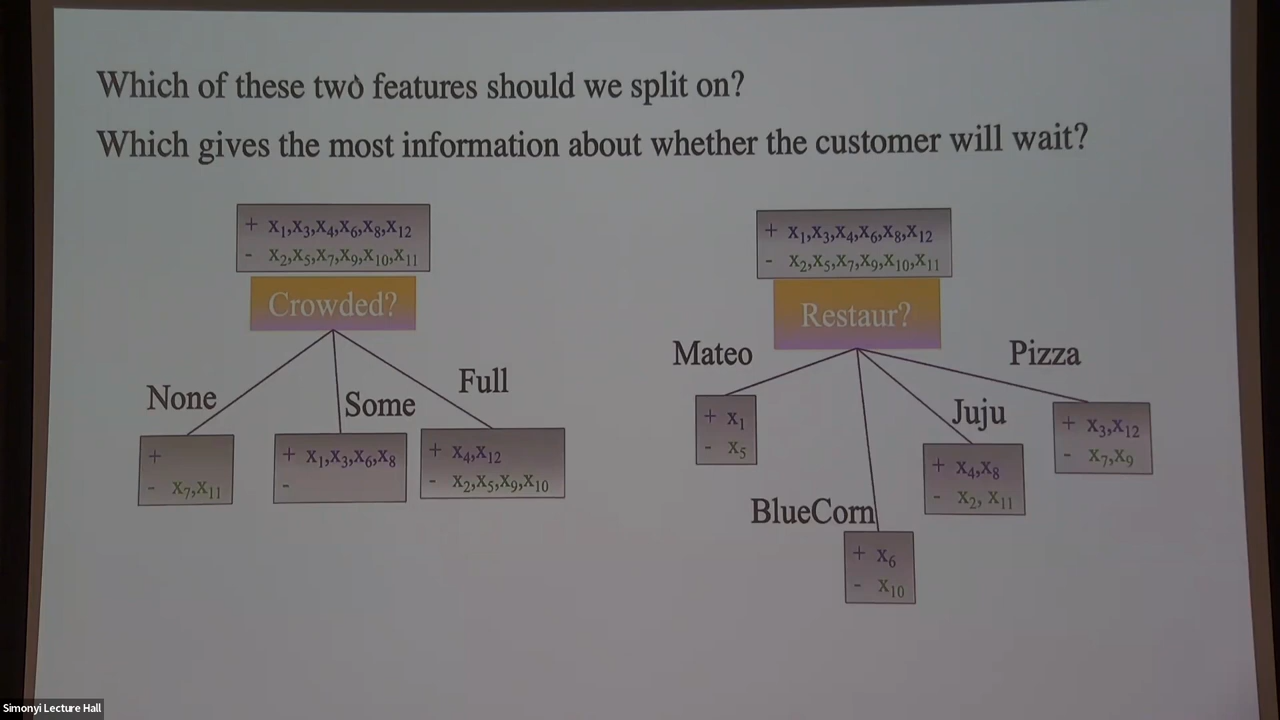 Which of these two features should we split on?
Which gives the most information about whether the customer will wait?
+ x₁,x₃,x₄,x₆,x₈,x₁₂
- x₂,x₅,x₇,x₉,x₁₀,x₁₁
Crowded?
None
Some
Full
+
- x₇,x₁₁
+ x₁,x₃,x₆,x₈
-
+ x₄,x₁₂
- x₂,x₅,x₉,x₁₀
+ x₁,x₃,x₄,x₆,x₈,x₁₂
- x₂,x₅,x₇,x₉,x₁₀,x₁₁
Restaur?
Mateo
BlueCorn
Juju
Pizza
+ x₁
- x₅
+ x₆
- x₁₀
+ x₄,x₈
- x₂, x₁₁
+ x₃,x₁₂
- x₇,x₉
Simonyi Lecture Hall